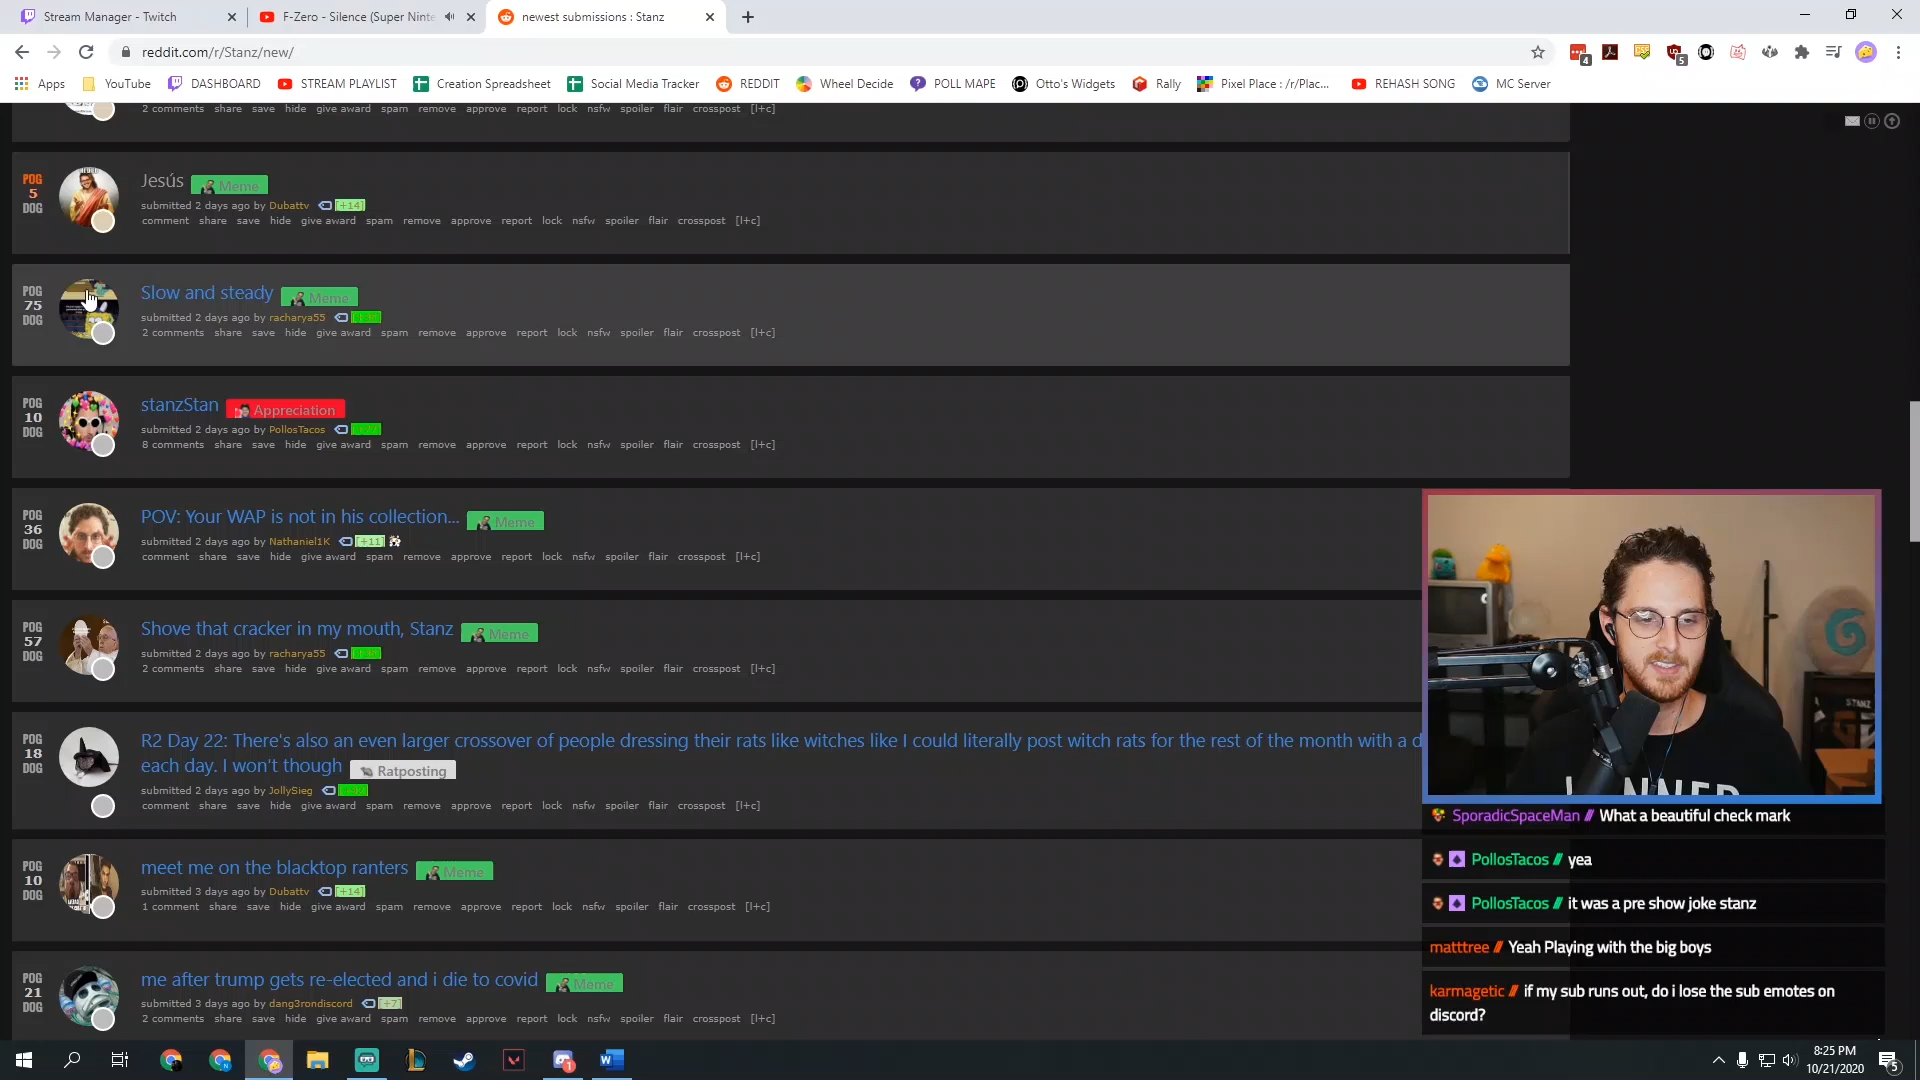 Stream Manager - Twitch
F-Zero - Silence (Super Ninte
newest submissions : Stanz
reddit.com/r/Stanz/new/
4
5
Apps
YouTube
DASHBOARD
STREAM PLAYLIST
Creation Spreadsheet
Social Media Tracker
REDDIT
Wheel Decide
POLL MAPE
Otto's Widgets
Rally
Pixel Place : /r/Plac...
REHASH SONG
MC Server
2 comments share save hide give award spam remove approve report lock nsfw spoiler flair crosspost [l+c]
POG
5
DOG
Jesús Meme
submitted 2 days ago by Dubattv [+14]
comment share save hide give award spam remove approve report lock nsfw spoiler flair crosspost [l+c]
POG
75
DOG
Slow and steady Meme
submitted 2 days ago by racharya55
2 comments share save hide give award spam remove approve report lock nsfw spoiler flair crosspost [l+c]
POG
10
DOG
stanzStan Appreciation
submitted 2 days ago by PollosTacos
8 comments share save hide give award spam remove approve report lock nsfw spoiler flair crosspost [l+c]
POG
36
DOG
POV: Your WAP is not in his collection... Meme
submitted 2 days ago by Nathaniel1K [+11]
comment share save hide give award spam remove approve report lock nsfw spoiler flair crosspost [l+c]
POG
57
DOG
Shove that cracker in my mouth, Stanz Meme
submitted 2 days ago by racharya55
2 comments share save hide give award spam remove approve report lock nsfw spoiler flair crosspost [l+c]
POG
18
DOG
R2 Day 22: There's also an even larger crossover of people dressing their rats like witches like I could literally post witch rats for the rest of the month with a d
each day. I won't though Ratposting
submitted 2 days ago by JollySieg
comment share save hide give award spam remove approve report lock nsfw spoiler flair crosspost [l+c]
POG
10
DOG
meet me on the blacktop ranters Meme
submitted 3 days ago by Dubattv [+14]
1 comment share save hide give award spam remove approve report lock nsfw spoiler flair crosspost [l+c]
POG
21
DOG
me after trump gets re-elected and i die to covid Meme
submitted 3 days ago by dang3rondiscord [+7]
2 comments share save hide give award spam remove approve report lock nsfw spoiler flair crosspost [l+c]
STANZ
SporadicSpaceMan // What a beautiful check mark
PollosTacos // yea
PollosTacos // it was a pre show joke stanz
matttree // Yeah Playing with the big boys
karmagetic // if my sub runs out, do i lose the sub emotes on
discord?
1
8:25 PM
10/21/2020
5